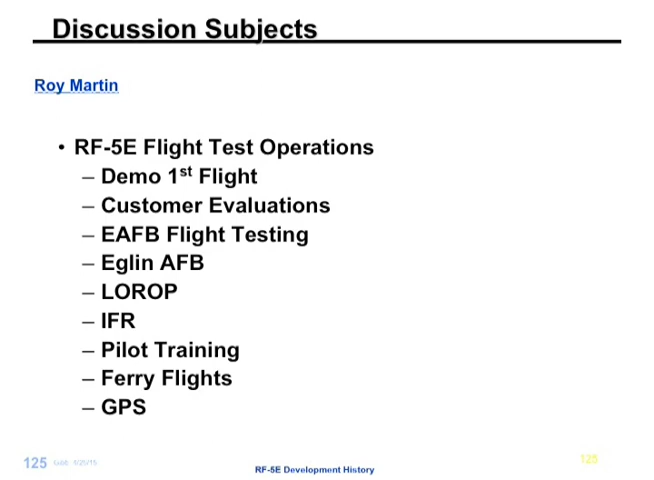 Discussion Subjects
Roy Martin
• RF-5E Flight Test Operations
– Demo 1st Flight
– Customer Evaluations
– EAFB Flight Testing
– Eglin AFB
– LOROP
– IFR
– Pilot Training
– Ferry Flights
– GPS
125
125
RF-5E Development History